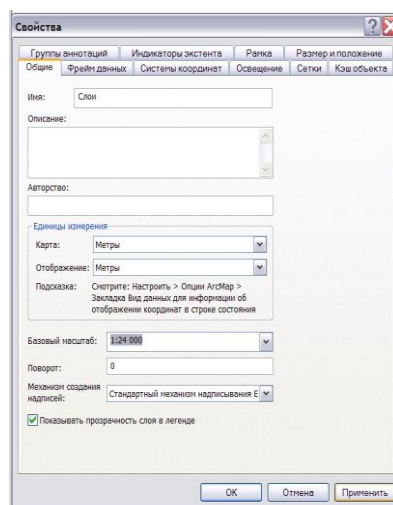 Свойства
Группы аннотаций Индикаторы экстента Рамка Размер и положение
Общие Фрейм данных Системы координат Освещение Сетки Кэш объекта
Имя: Слои
Описание:
Авторство:
Единицы измерения
Карта: Метры
Отображение: Метры
Подсказка: Смотрите: Настроить > Опции ArcMap >
Закладка Вид данных для информации об
отображении координат в строке состояния
Базовый масштаб: 1:24 000
Поворот: 0
Механизм создания
надписей: Стандартный механизм надписывания E
Показывать прозрачность слоя в легенде
ОК Отмена Применить